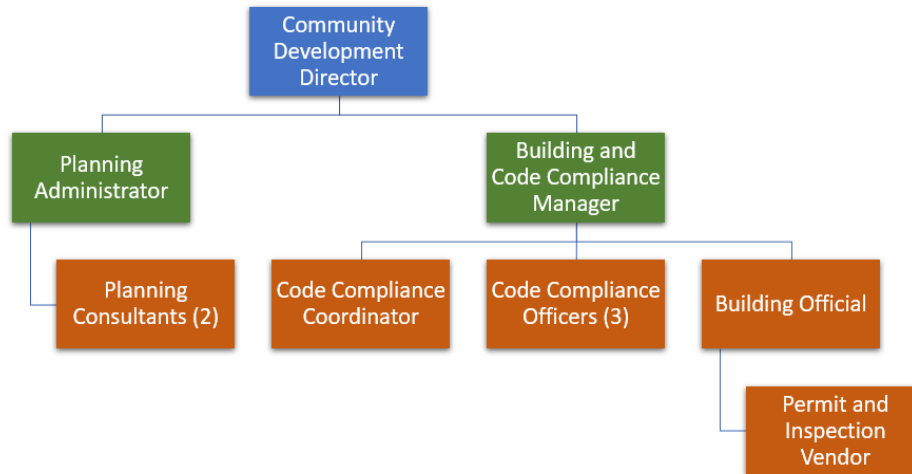 Community
Development
Director
Planning
Administrator
Building and
Code Compliance
Manager
Planning
Consultants (2)
Code Compliance
Coordinator
Code Compliance
Officers (3)
Building Official
Permit and
Inspection
Vendor